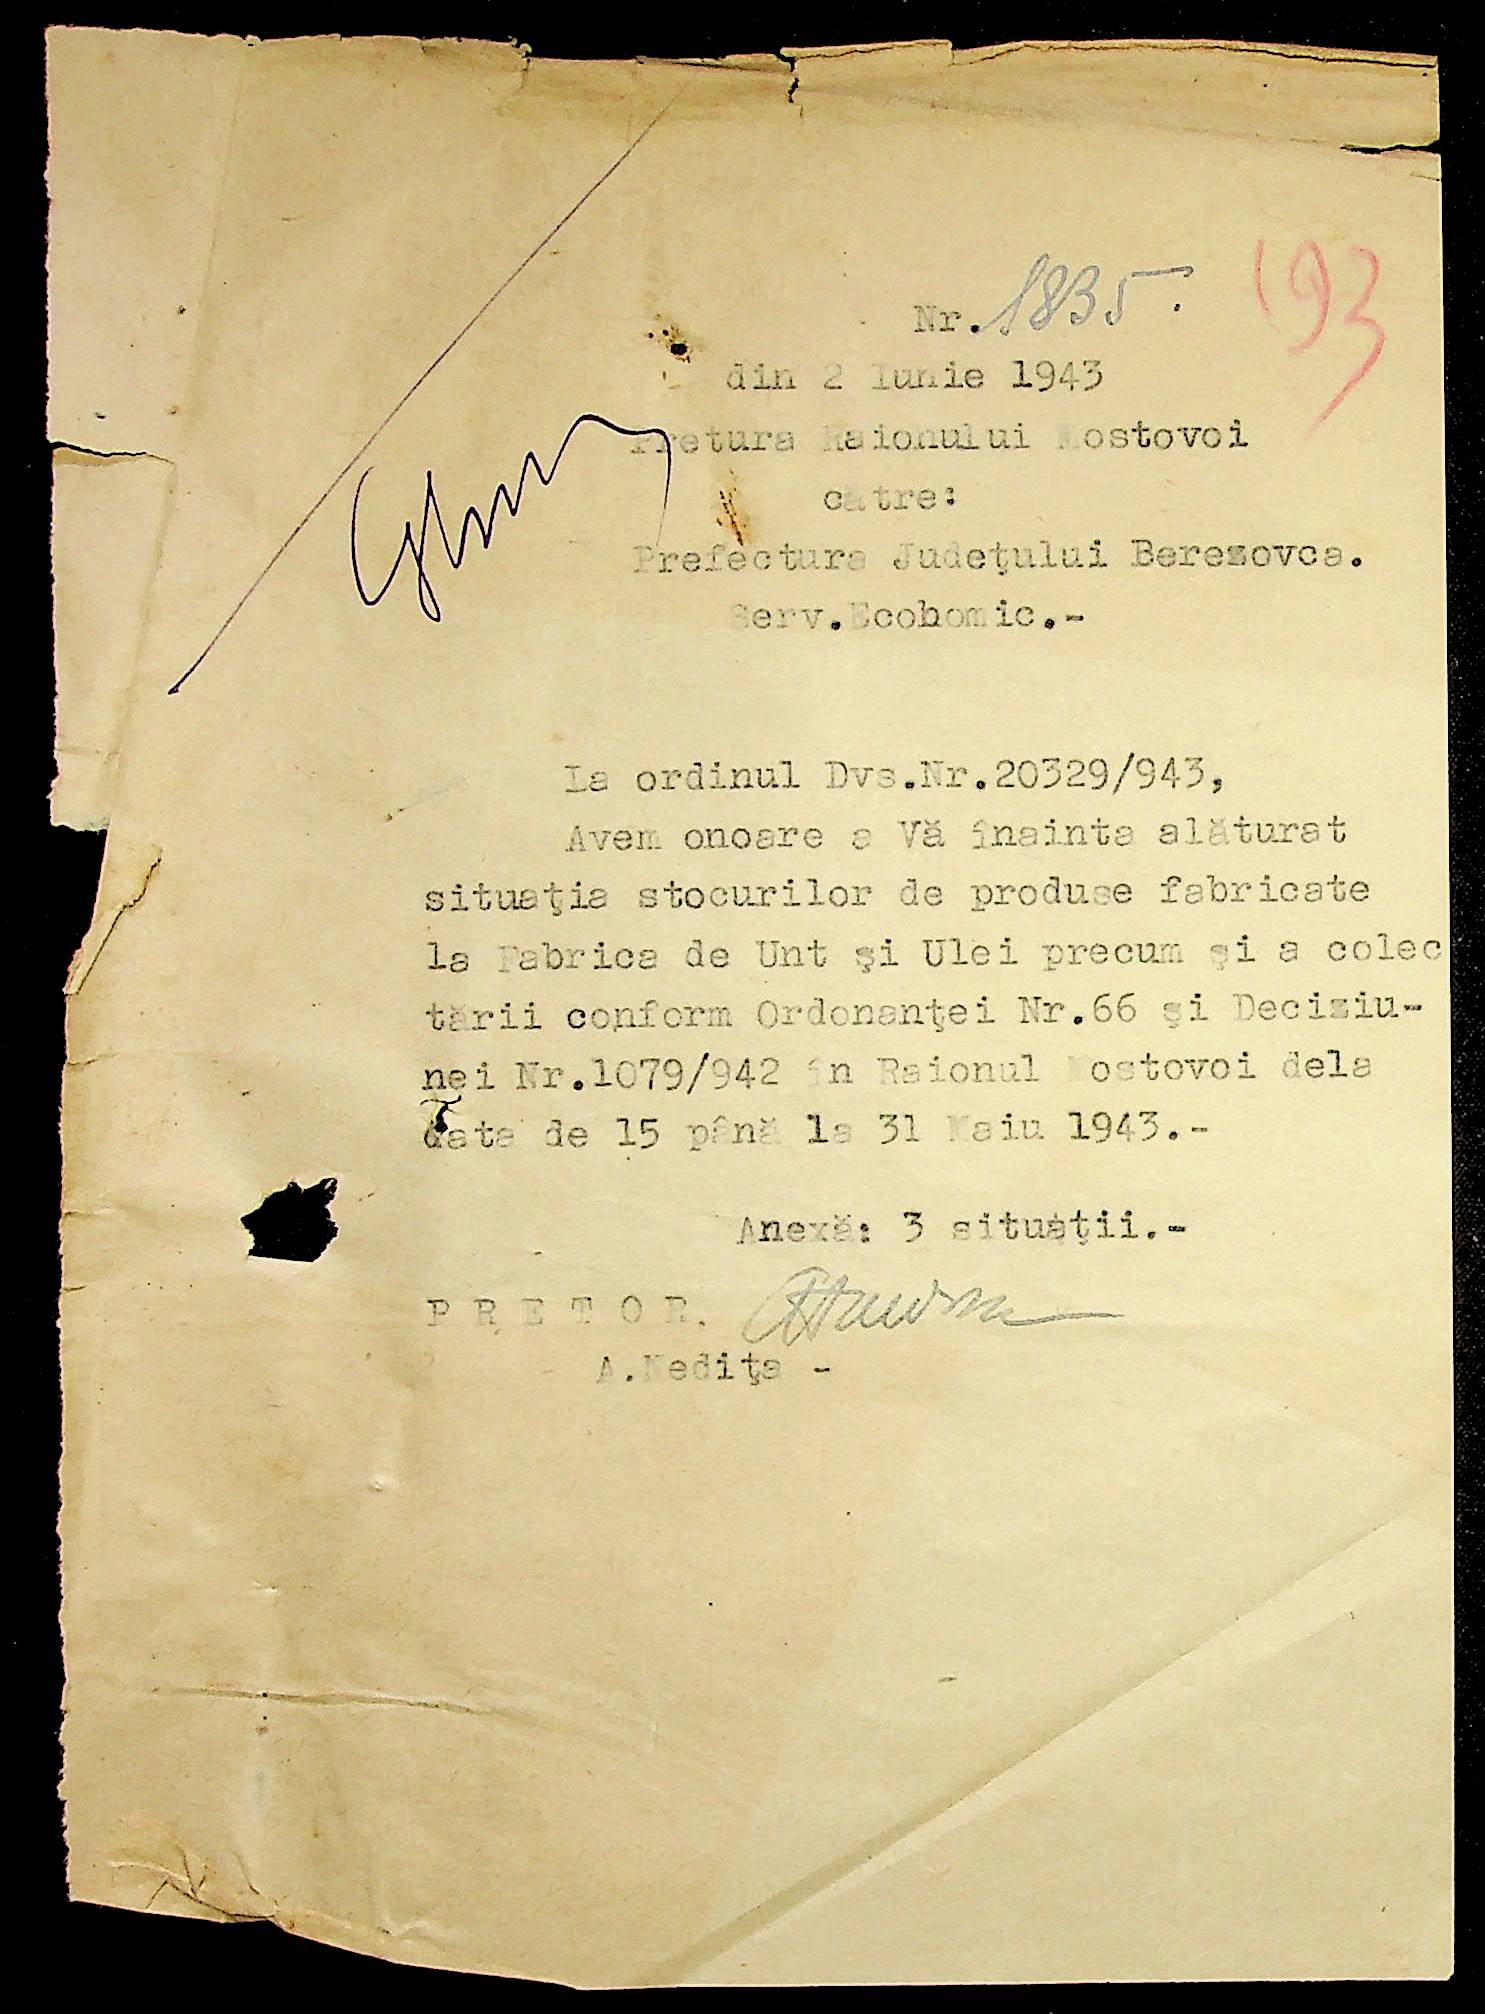 193
Nr. 1835.
din 2 Iunie 1943
Pretura Raionului Mostovoi
către:
Prefectura Judeţului Berezovca.
Serv.Ecohomic.-
La ordinul Dvs.Nr.20329/943,
Avem onoare a Vă înainta alăturat
situaţia stocurilor de produse fabricate
la Fabrica de Unt şi Ulei precum şi a colec
tării conform Ordonanţei Nr.66 şi Deciziu-
nei Nr.1079/942 în Raionul Mostovoi dela
data de 15 până la 31 Maiu 1943.-
Anexă: 3 situaţii.-
P R E T O R.
A.Nediţa -